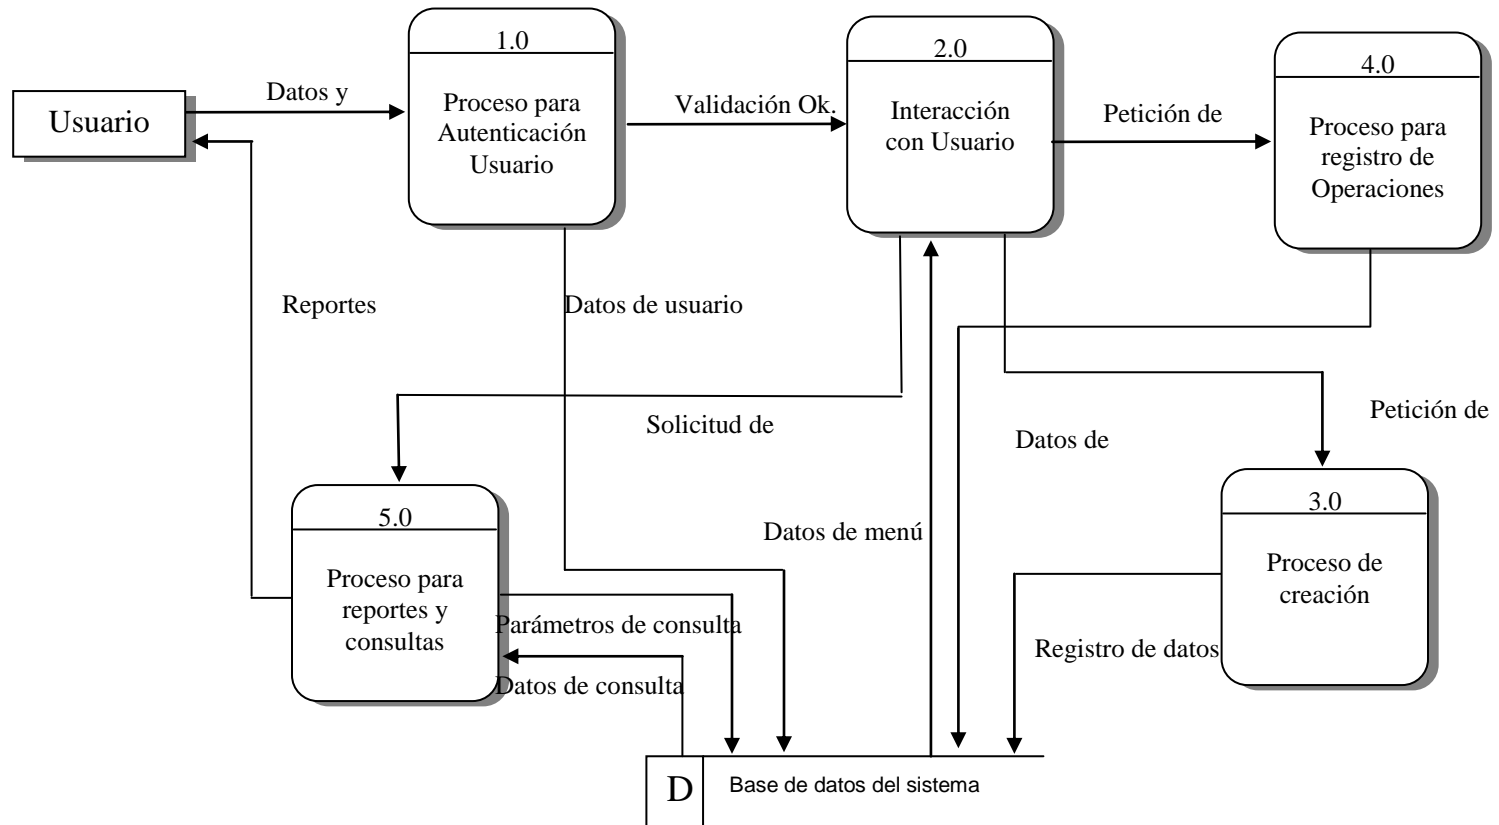 1.0
Proceso para
Autenticación
Usuario
2.0
Interacción
con Usuario
4.0
Proceso para
registro de
Operaciones
Usuario
Datos y
Validación Ok.
Petición de
Reportes
Datos de usuario
Solicitud de
Datos de
Petición de
5.0
Proceso para
reportes y
consultas
Datos de menú
3.0
Proceso de
creación
Parámetros de consulta
Datos de consulta
Registro de datos
D
Base de datos del sistema